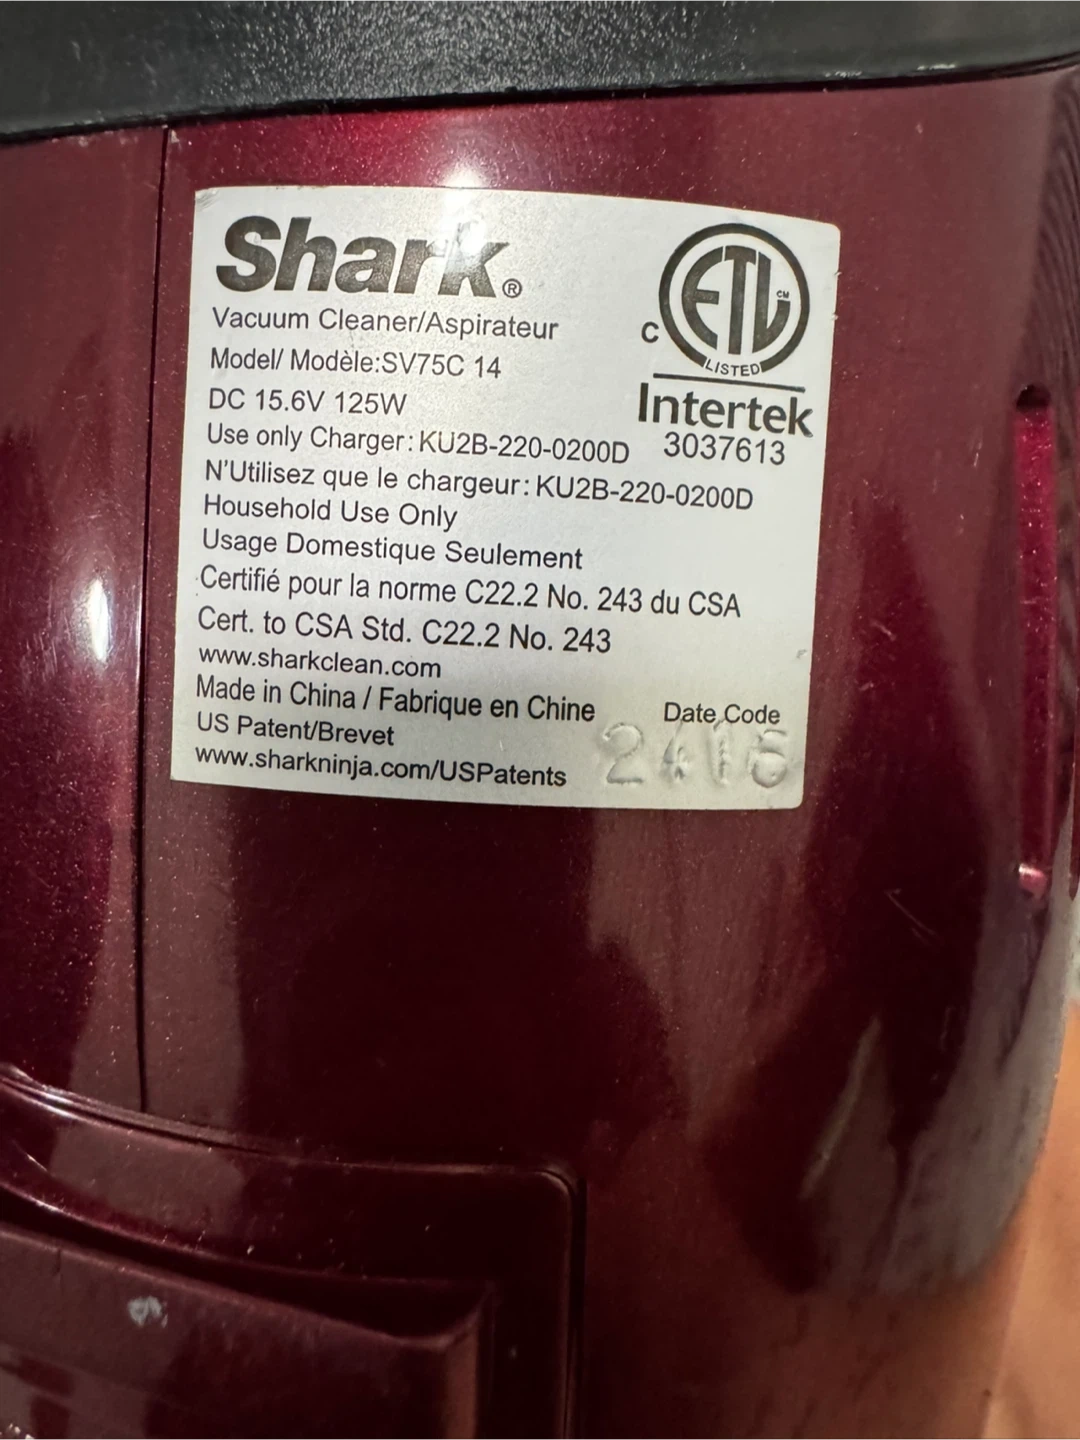 Shark®
Vacuum Cleaner/Aspirateur
Model/ Modèle:SV75C 14
DC 15.6V 125W
Use only Charger: KU2B-220-0200D
N'Utilisez que le chargeur: KU2B-220-0200D
Household Use Only
Usage Domestique Seulement
Certifié pour la norme C22.2 No. 243 du CSA
Cert. to CSA Std. C22.2 No. 243
www.sharkclean.com
Made in China / Fabrique en Chine
US Patent/Brevet
www.sharkninja.com/USPatents
C ETL CM
LISTED
Intertek
3037613
Date Code